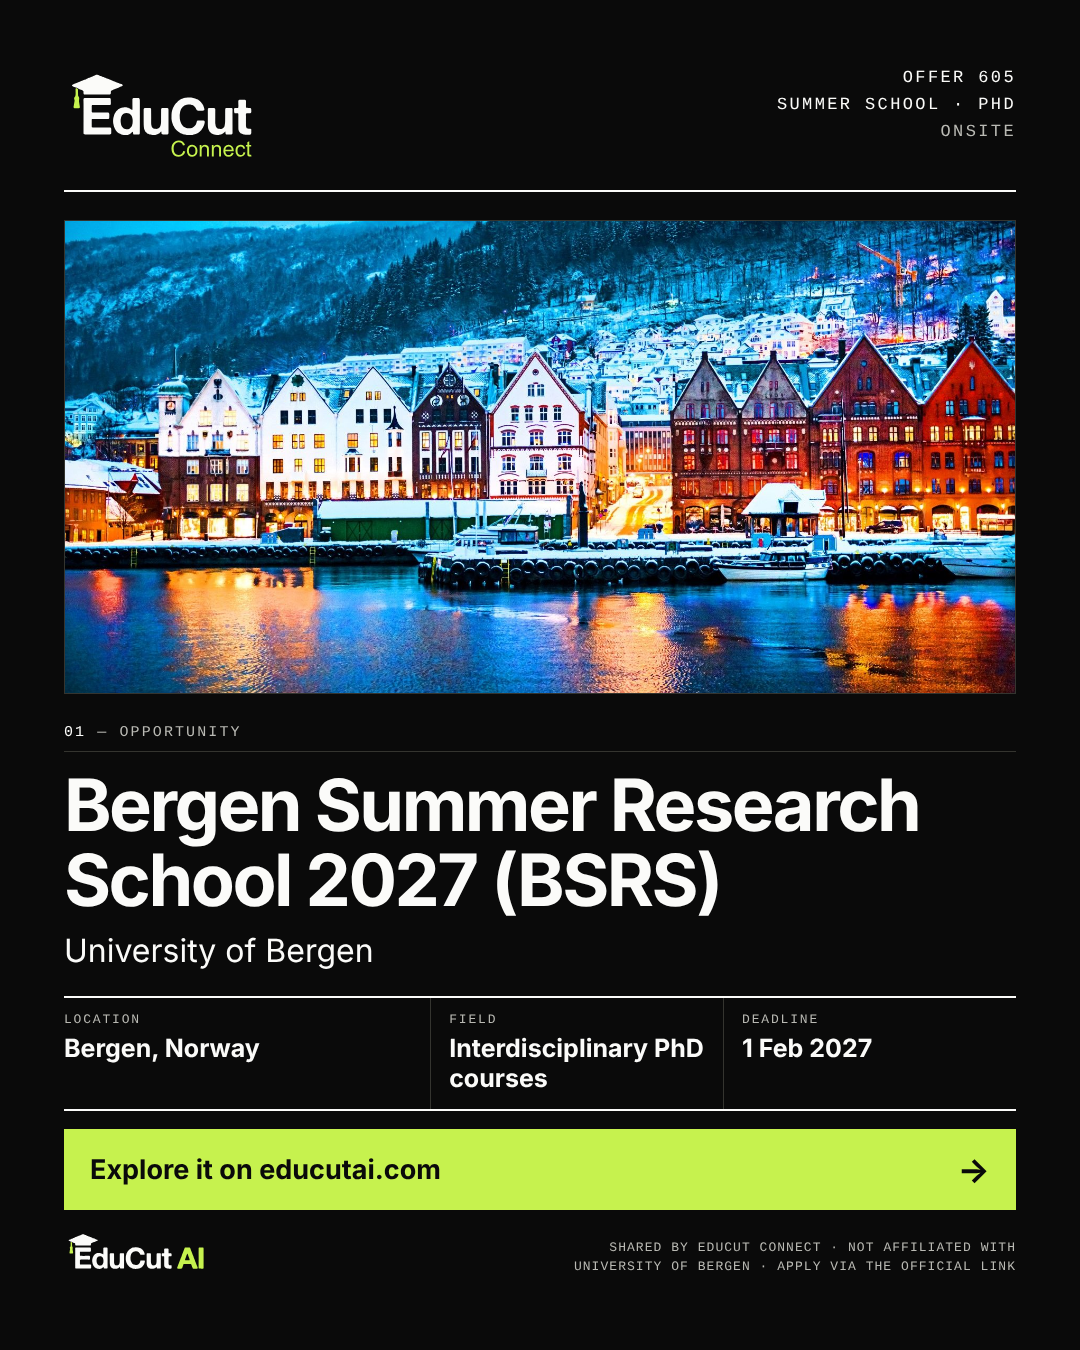 EduCut
Connect
OFFER 605
SUMMER SCHOOL · PHD
ONSITE
01 — OPPORTUNITY
Bergen Summer Research
School 2027 (BSRS)
University of Bergen
LOCATION
Bergen, Norway
FIELD
Interdisciplinary PhD
courses
DEADLINE
1 Feb 2027
Explore it on educutai.com →
EduCut AI
SHARED BY EDUCUT CONNECT · NOT AFFILIATED WITH
UNIVERSITY OF BERGEN · APPLY VIA THE OFFICIAL LINK